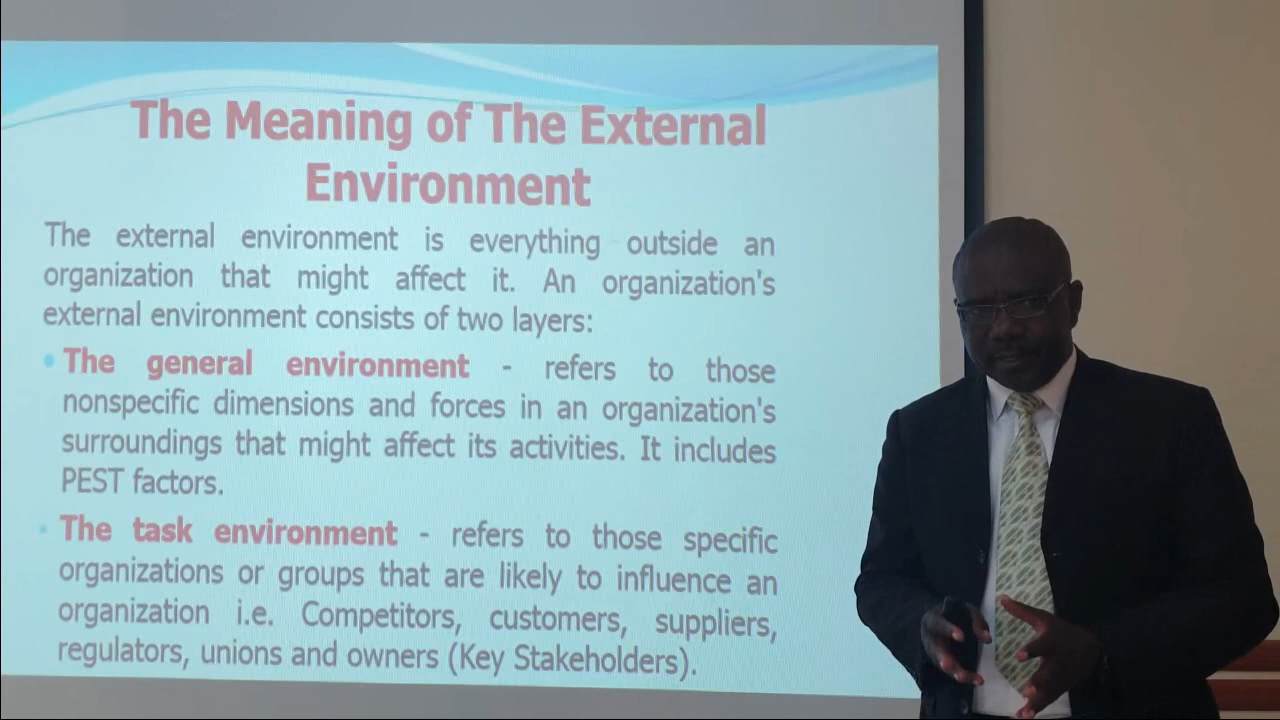 The Meaning of The External
Environment
The external environment is everything outside an
organization that might affect it. An organization's
external environment consists of two layers:
• The general environment - refers to those
nonspecific dimensions and forces in an organization's
surroundings that might affect its activities. It includes
PEST factors.
• The task environment - refers to those specific
organizations or groups that are likely to influence an
organization i.e. Competitors, customers, suppliers,
regulators, unions and owners (Key Stakeholders).